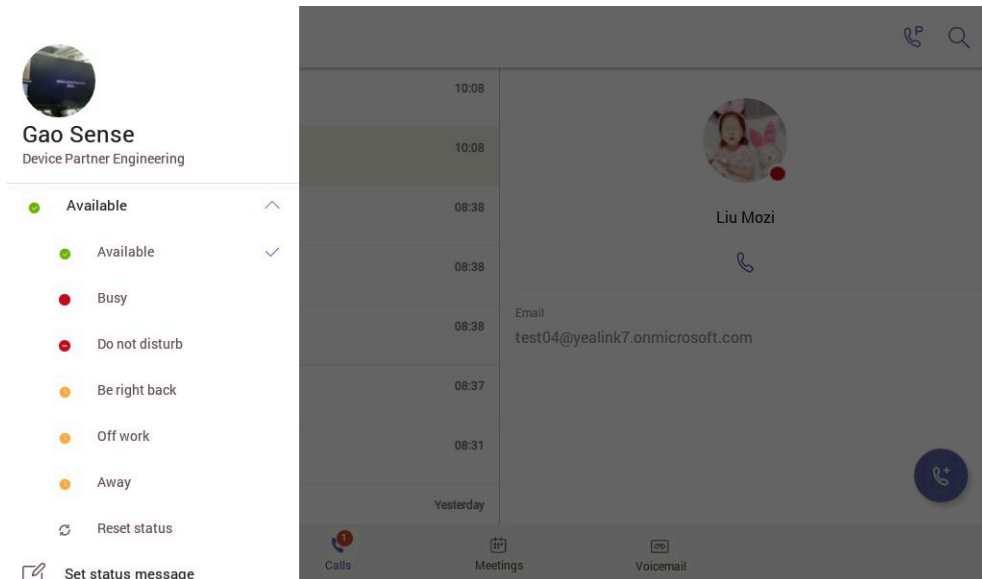 Gao Sense
Device Partner Engineering
Available
Available
Busy
Do not disturb
Be right back
Off work
Away
Reset status
Set status message
P
10:08
10:08
08:38
08:38
08:38
08:37
08:31
Yesterday
Liu Mozi
Email
test04@yealink7.onmicrosoft.com
1
Calls
Meetings
Voicemail